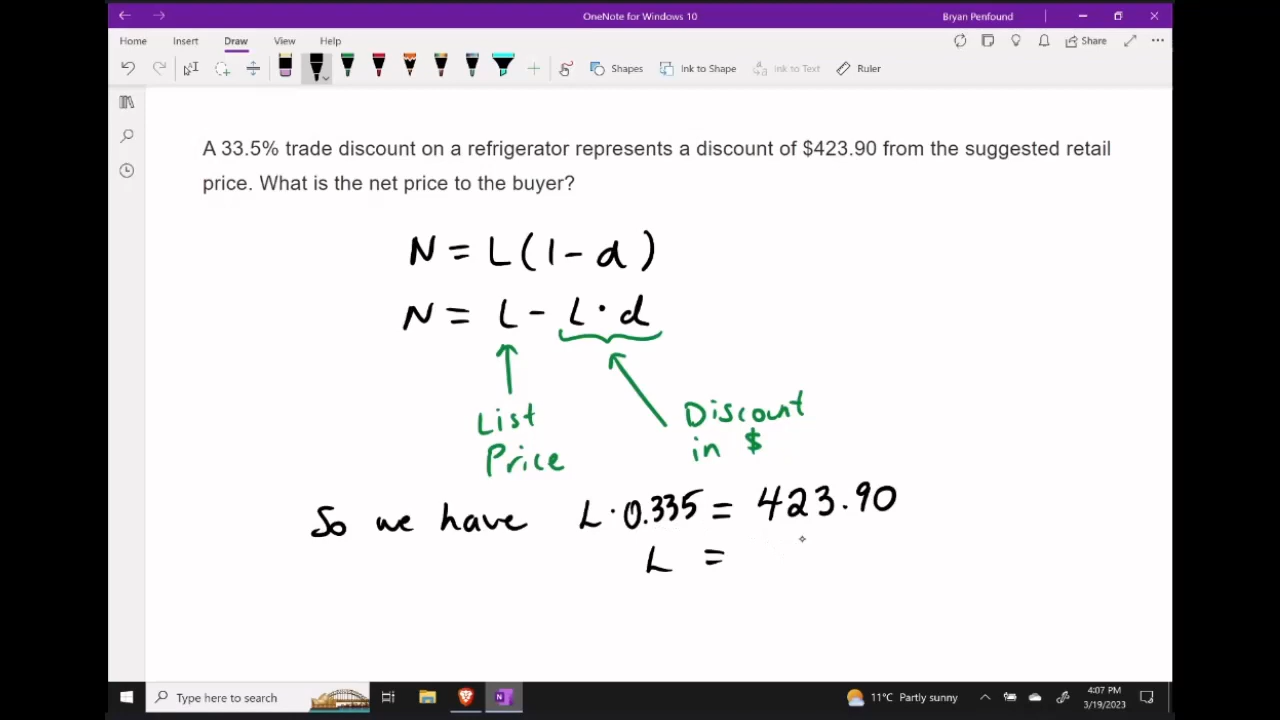 OneNote for Windows 10
Bryan Penfound
Home Insert Draw View Help
Share
Shapes Ink to Shape Ink to Text Ruler
A 33.5% trade discount on a refrigerator represents a discount of $423.90 from the suggested retail
price. What is the net price to the buyer?
N = L(1 - d)
N = L - L · d
List
Price
Discount
in $
So we have L · 0.335 = 423.90
L =
Type here to search
11°C Partly sunny
4:07 PM
3/19/2023